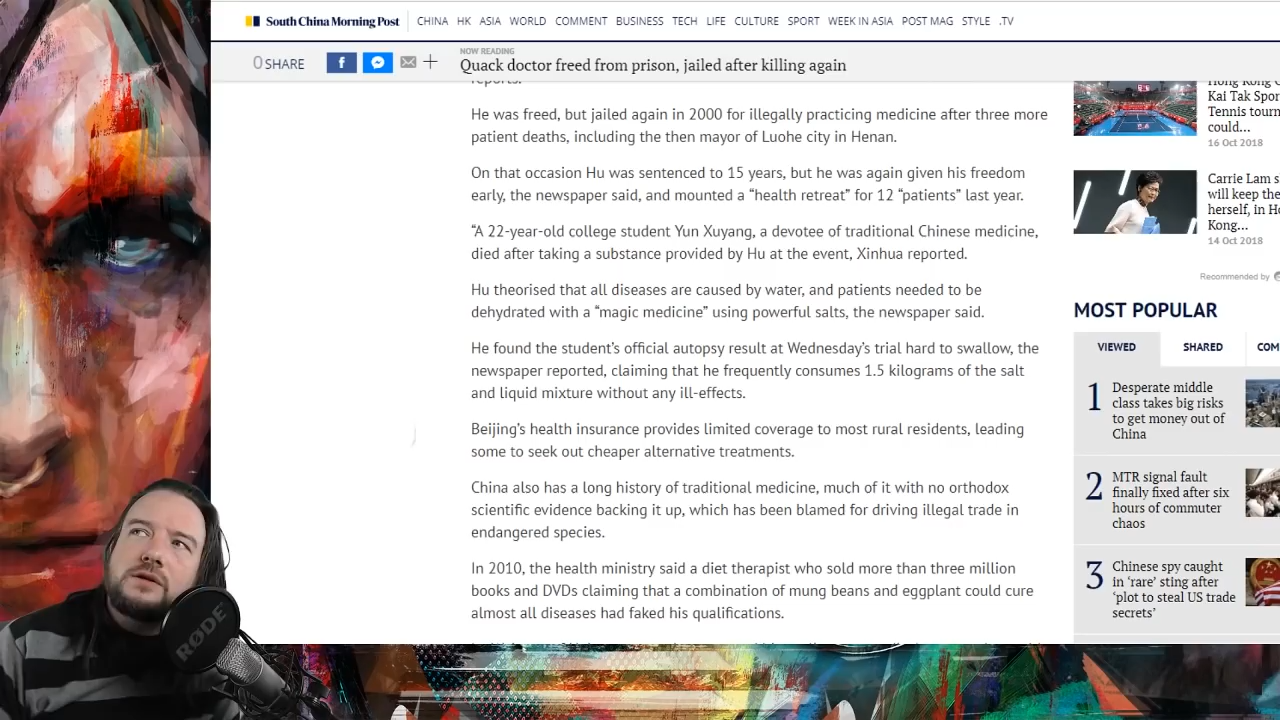 South China Morning Post
CHINA HK ASIA WORLD COMMENT BUSINESS TECH LIFE CULTURE SPORT WEEK IN ASIA POST MAG STYLE .TV
0 SHARE
NOW READING
Quack doctor freed from prison, jailed after killing again
reports.
He was freed, but jailed again in 2000 for illegally practicing medicine after three more
patient deaths, including the then mayor of Luohe city in Henan.
On that occasion Hu was sentenced to 15 years, but he was again given his freedom
early, the newspaper said, and mounted a “health retreat” for 12 “patients” last year.
“A 22-year-old college student Yun Xuyang, a devotee of traditional Chinese medicine,
died after taking a substance provided by Hu at the event, Xinhua reported.
Hu theorised that all diseases are caused by water, and patients needed to be
dehydrated with a “magic medicine” using powerful salts, the newspaper said.
He found the student’s official autopsy result at Wednesday’s trial hard to swallow, the
newspaper reported, claiming that he frequently consumes 1.5 kilograms of the salt
and liquid mixture without any ill-effects.
Beijing’s health insurance provides limited coverage to most rural residents, leading
some to seek out cheaper alternative treatments.
China also has a long history of traditional medicine, much of it with no orthodox
scientific evidence backing it up, which has been blamed for driving illegal trade in
endangered species.
In 2010, the health ministry said a diet therapist who sold more than three million
books and DVDs claiming that a combination of mung beans and eggplant could cure
almost all diseases had faked his qualifications.
Hong Kong
Kai Tak Spor
Tennis tourn
could...
16 Oct 2018
Carrie Lam s
will keep the
herself, in H
Kong...
14 Oct 2018
Recommended by
MOST POPULAR
VIEWED SHARED COM
1 Desperate middle
class takes big risks
to get money out of
China
2 MTR signal fault
finally fixed after six
hours of commuter
chaos
3 Chinese spy caught
in ‘rare’ sting after
‘plot to steal US trade
secrets’
RØDE